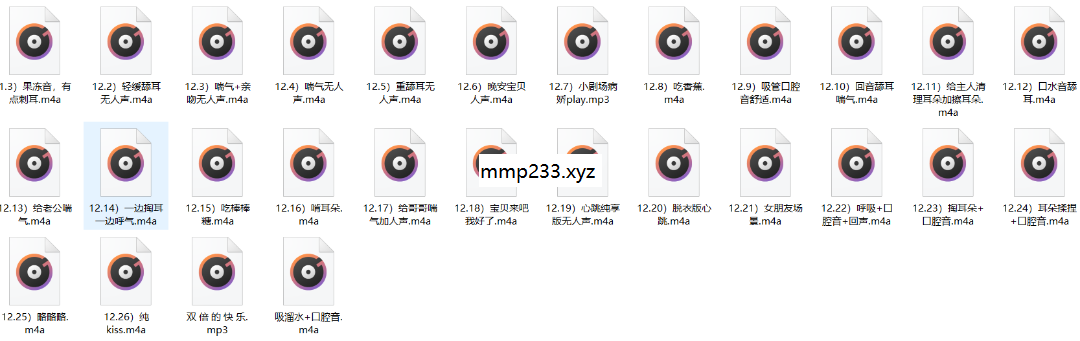 1.3）果冻音，有
点刺耳.m4a
12.2）轻缓舔耳
无人声.m4a
12.3）喘气+亲
吻无人声.m4a
12.4）喘气无人
声.m4a
12.5）重舔耳无
人声.m4a
12.6）晚安宝贝
人声.m4a
12.7）小剧场病
娇play.mp3
12.8）吃香蕉.
m4a
12.9）吸管口腔
音舒适.m4a
12.10）回音舔耳
喘气.m4a
12.11）给主人清
理耳朵加擦耳朵.
m4a
12.12）口水音舔
耳.m4a
12.13）给老公喘
气.m4a
12.14）一边掏耳
一边呼气.m4a
12.15）吃棒棒
糖.m4a
12.16）哨耳朵.
m4a
12.17）给哥哥喘
气加人声.m4a
12.18）宝贝来吧
我好了.m4a
12.19）心跳纯享
版无人声.m4a
12.20）脱衣版心
跳.m4a
12.21）女朋友场
景.m4a
12.22）呼吸+口
腔音+回声.m4a
12.23）掏耳朵+
口腔音.m4a
12.24）耳朵揉捏
+口腔音.m4a
mmp233.xyz
12.25）略略略.
m4a
12.26）纯
kiss.m4a
双 倍 的 快 乐.
mp3
吸溜水+口腔音.
m4a